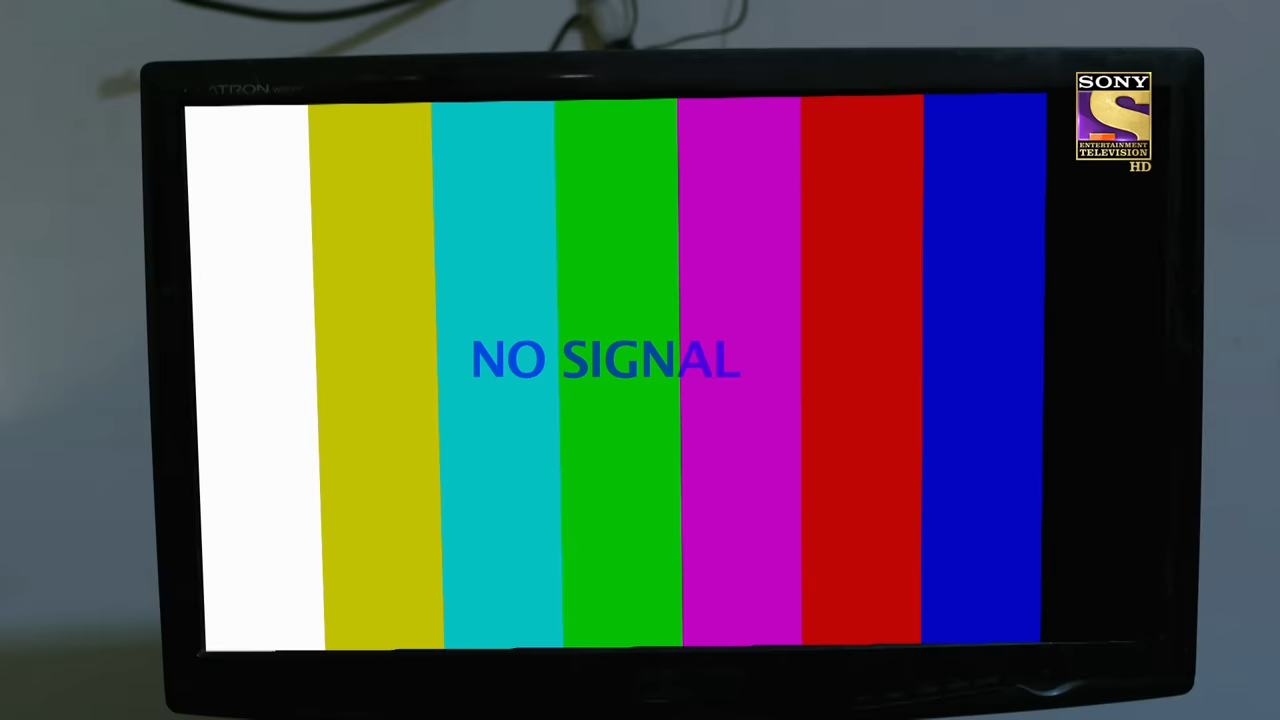 SONY
ENTERTAINMENT
TELEVISION
HD
NO SIGNAL